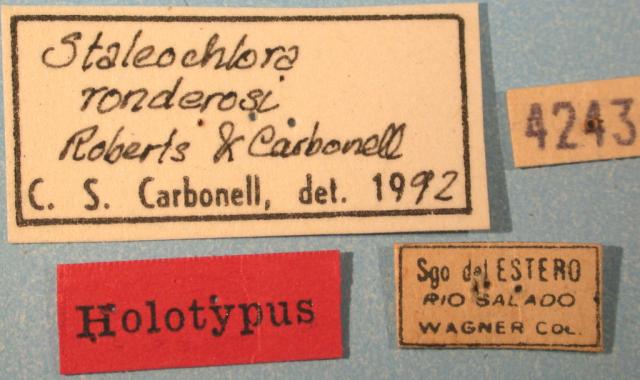 Staleochlora
ronderosi
Roberts & Carbonell
C. S. Carbonell, det. 1992
4243
Holotypus
Sgo del ESTERO
RIO SALADO
WAGNER COL.